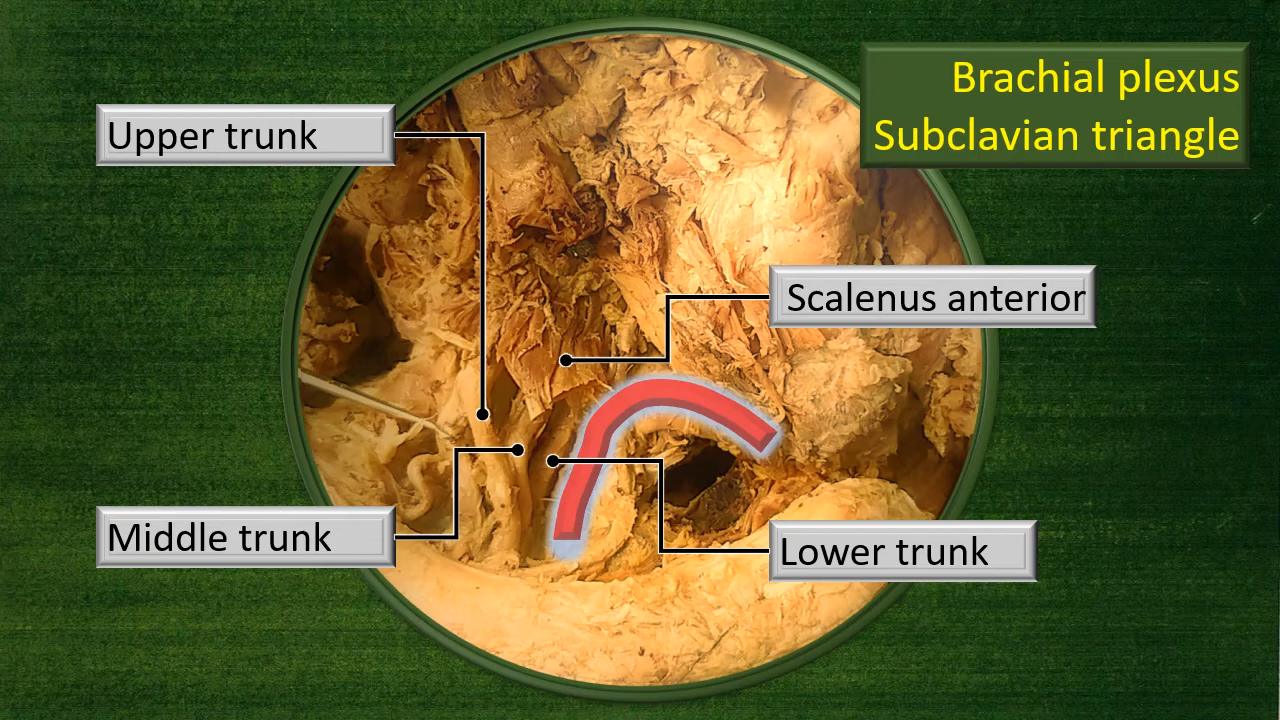 Brachial plexus
Subclavian triangle
Upper trunk
Scalenus anterior
Middle trunk
Lower trunk